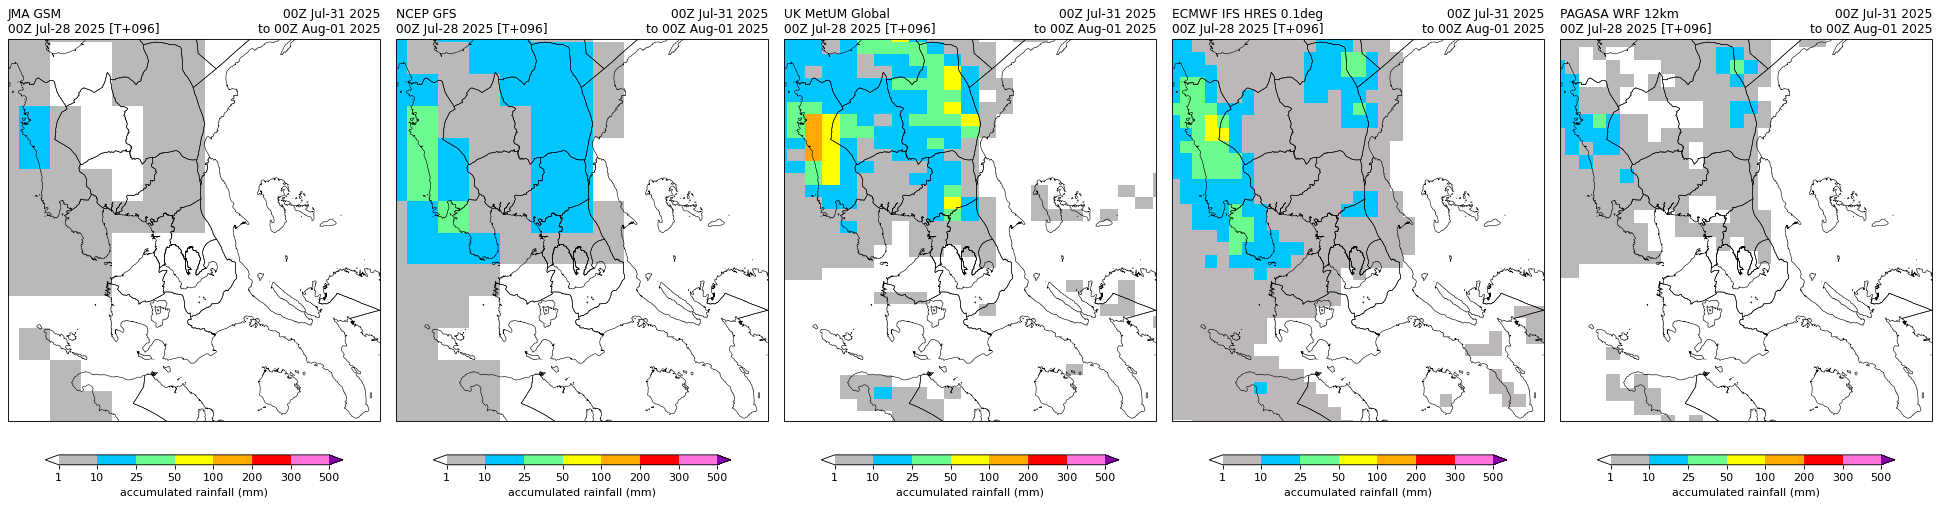 JMA GSM 00Z Jul-31 2025
00Z Jul-28 2025 [T+096] to 00Z Aug-01 2025
NCEP GFS 00Z Jul-31 2025
00Z Jul-28 2025 [T+096] to 00Z Aug-01 2025
UK MetUM Global 00Z Jul-31 2025
00Z Jul-28 2025 [T+096] to 00Z Aug-01 2025
ECMWF IFS HRES 0.1deg 00Z Jul-31 2025
00Z Jul-28 2025 [T+096] to 00Z Aug-01 2025
PAGASA WRF 12km 00Z Jul-31 2025
00Z Jul-28 2025 [T+096] to 00Z Aug-01 2025
1 10 25 50 100 200 300 500
accumulated rainfall (mm)
1 10 25 50 100 200 300 500
accumulated rainfall (mm)
1 10 25 50 100 200 300 500
accumulated rainfall (mm)
1 10 25 50 100 200 300 500
accumulated rainfall (mm)
1 10 25 50 100 200 300 500
accumulated rainfall (mm)